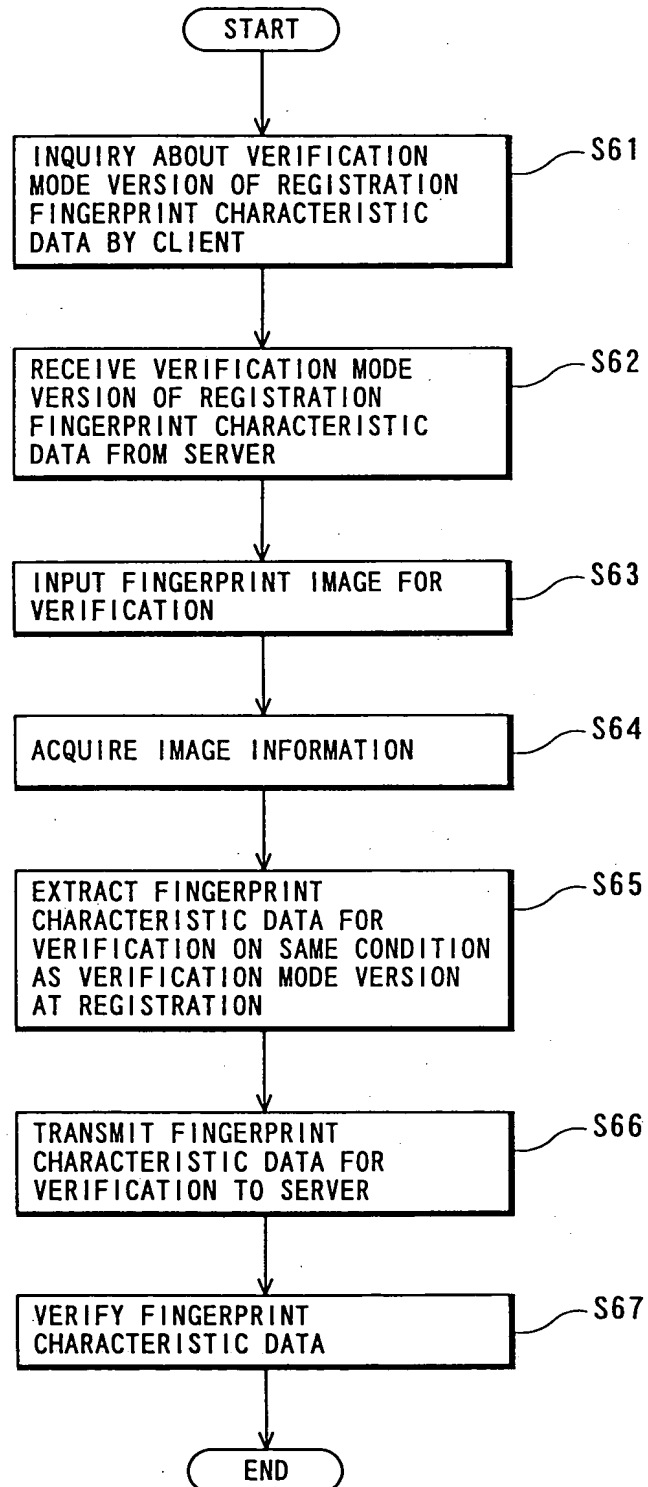 START
INQUIRY ABOUT VERIFICATION
MODE VERSION OF REGISTRATION
FINGERPRINT CHARACTERISTIC
DATA BY CLIENT
S61
RECEIVE VERIFICATION MODE
VERSION OF REGISTRATION
FINGERPRINT CHARACTERISTIC
DATA FROM SERVER
S62
INPUT FINGERPRINT IMAGE FOR
VERIFICATION
S63
ACQUIRE IMAGE INFORMATION
S64
EXTRACT FINGERPRINT
CHARACTERISTIC DATA FOR
VERIFICATION ON SAME CONDITION
AS VERIFICATION MODE VERSION
AT REGISTRATION
S65
TRANSMIT FINGERPRINT
CHARACTERISTIC DATA FOR
VERIFICATION TO SERVER
S66
VERIFY FINGERPRINT
CHARACTERISTIC DATA
S67
END